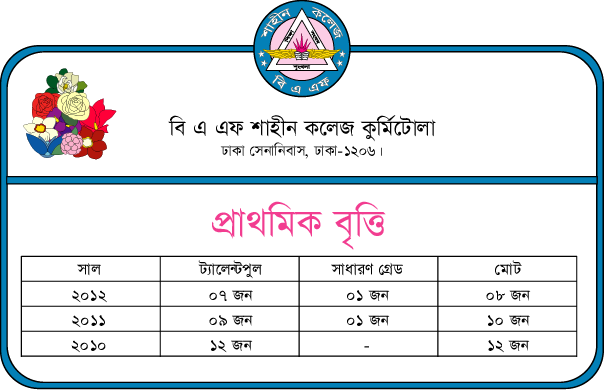 শাহীন কলেজ
বি এ এফ
বি এ এফ শাহীন কলেজ কুর্মিটোলা
ঢাকা সেনানিবাস, ঢাকা-১২০৬।
প্রাথমিক বৃত্তি
সাল ট্যালেন্টপুল সাধারণ গ্রেড মোট
২০১২ ০৭ জন ০১ জন ০৮ জন
২০১১ ০৯ জন ০১ জন ১০ জন
২০১০ ১২ জন - ১২ জন